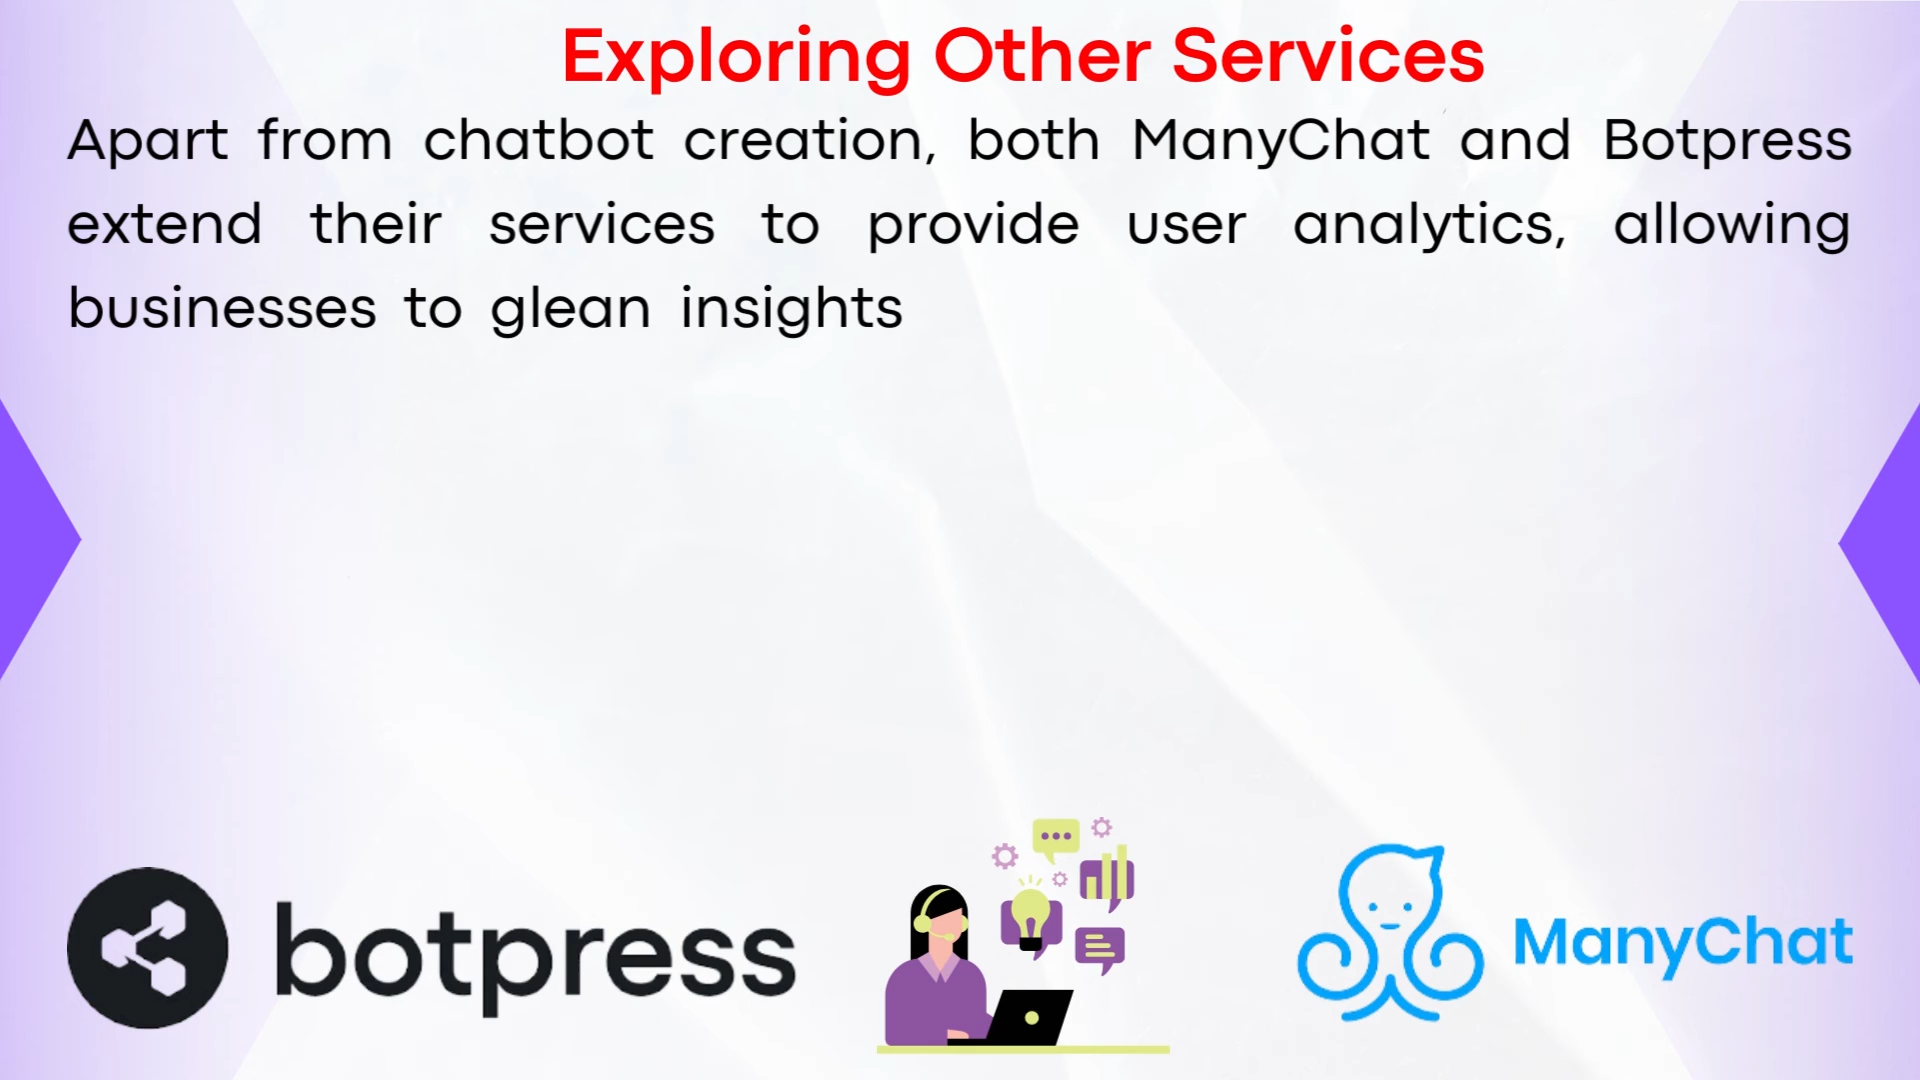 Exploring Other Services
Apart from chatbot creation, both ManyChat and Botpress
extend their services to provide user analytics, allowing
businesses to glean insights
botpress
ManyChat